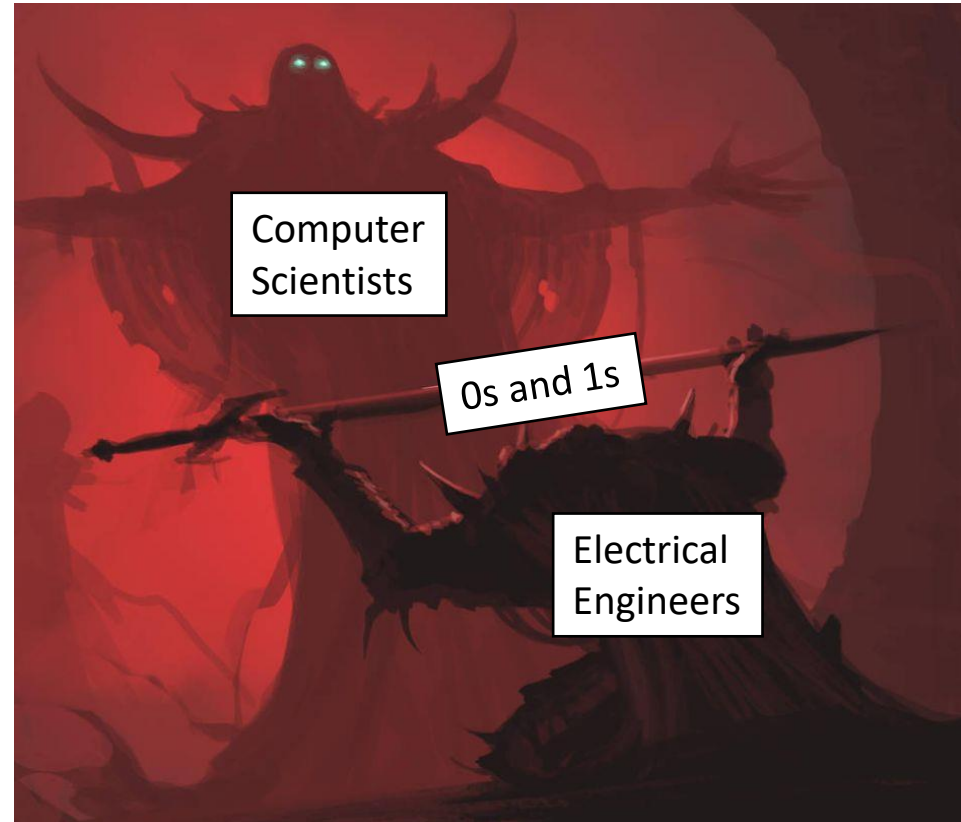 Computer
Scientists
0s and 1s
Electrical
Engineers